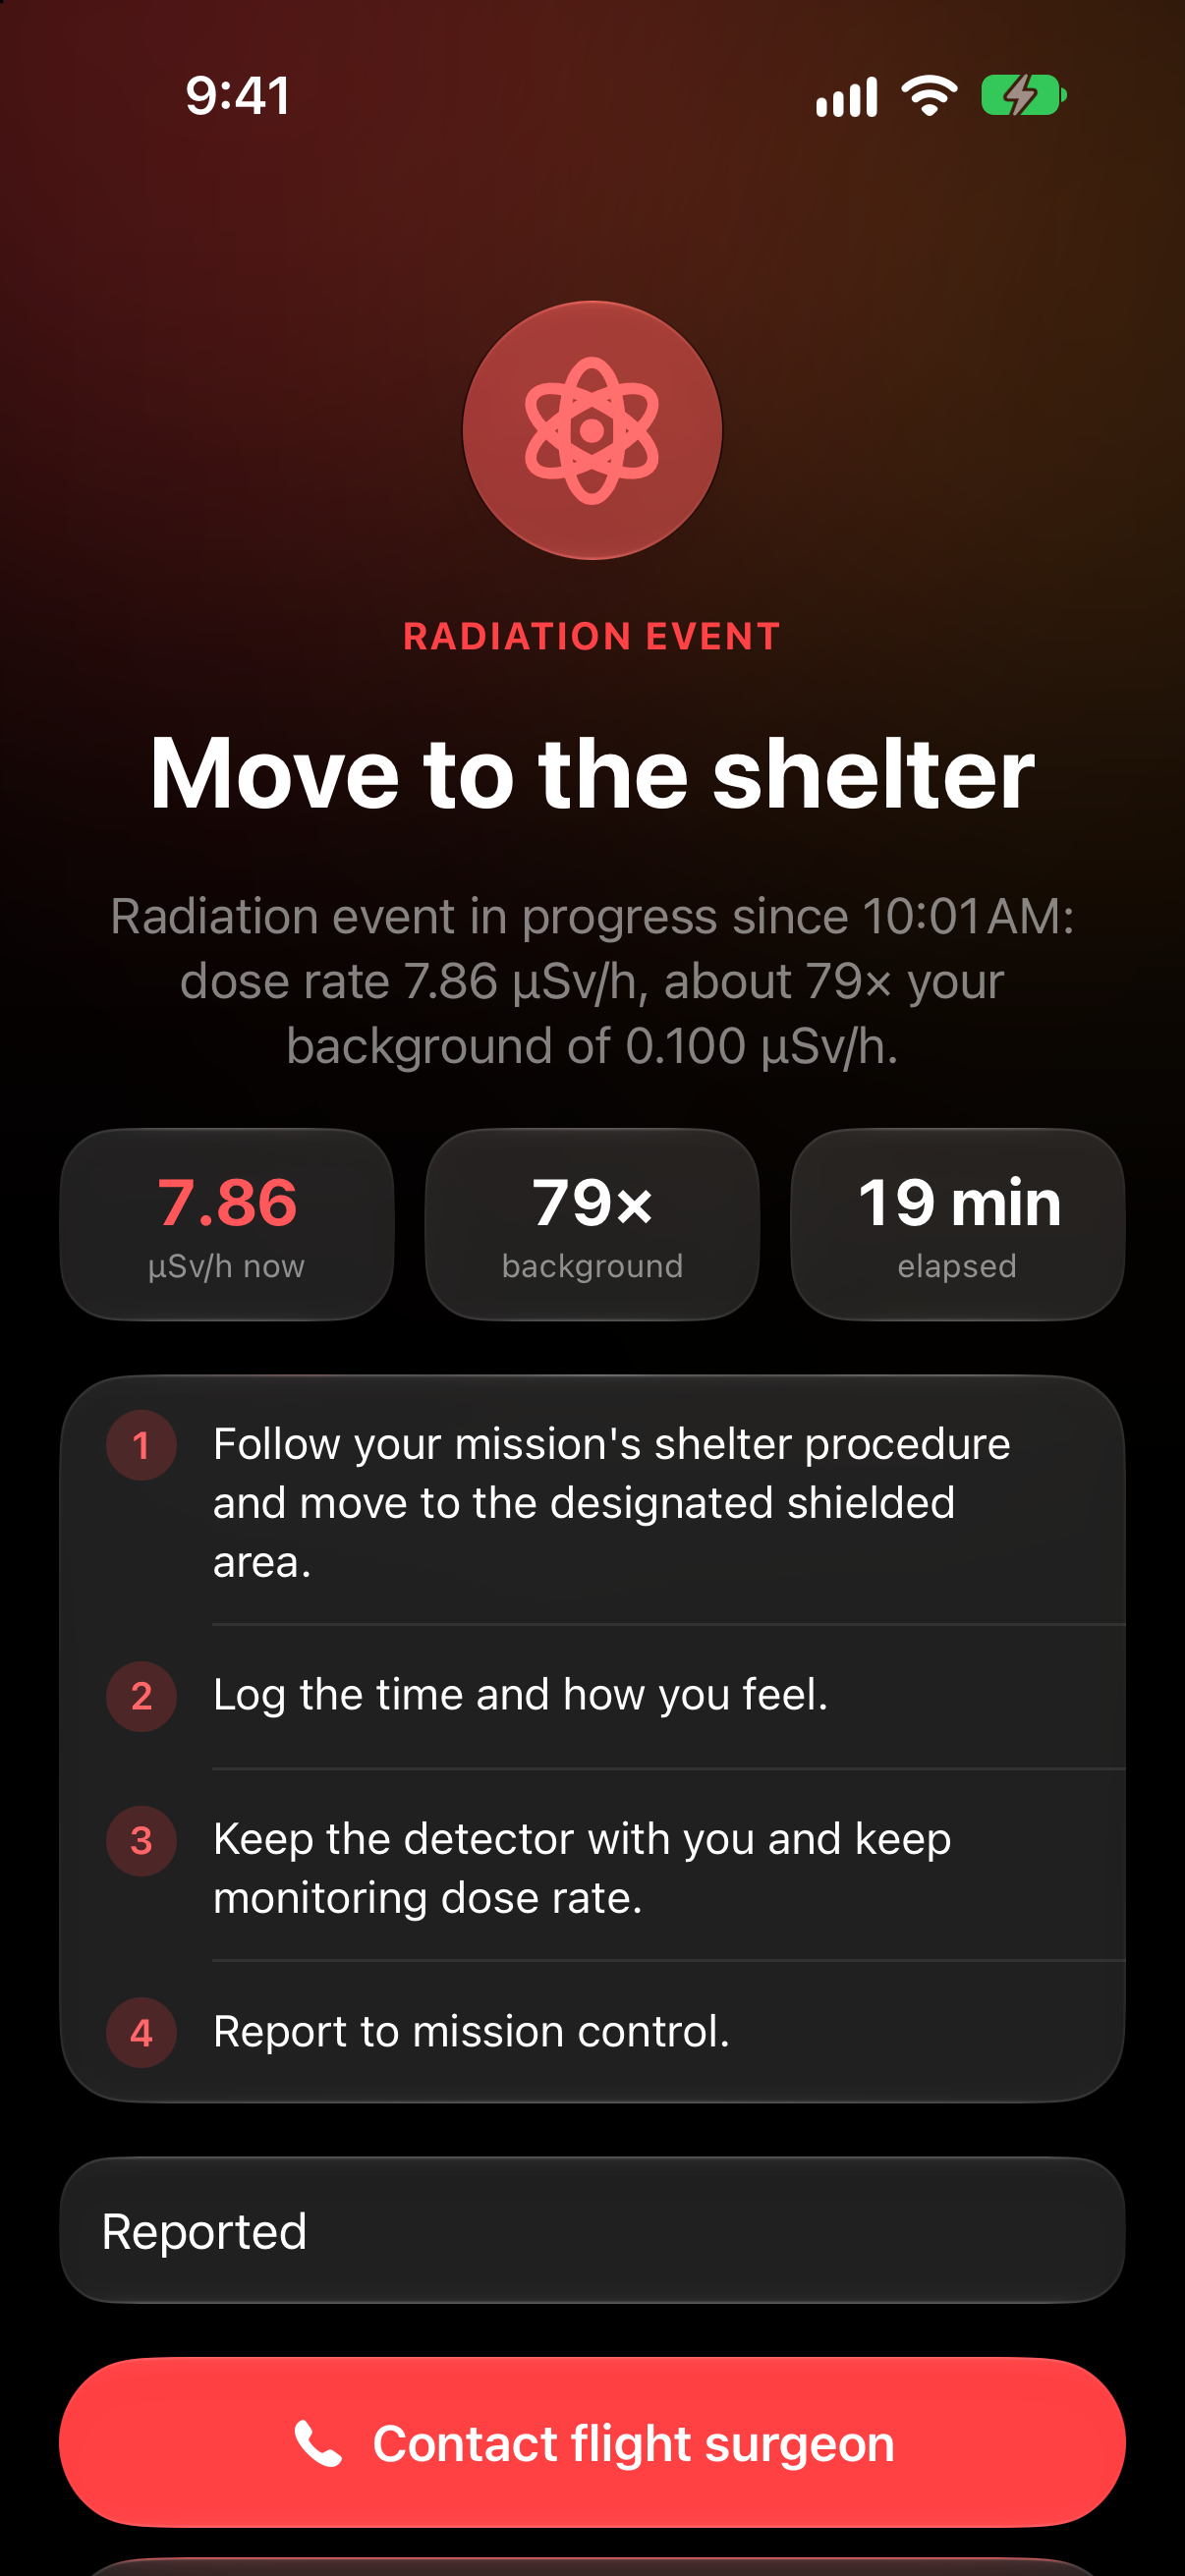 9:41
RADIATION EVENT
Move to the shelter
Radiation event in progress since 10:01 AM:
dose rate 7.86 µSv/h, about 79× your
background of 0.100 µSv/h.
7.86
µSv/h now
79×
background
19 min
elapsed
1 Follow your mission's shelter procedure
and move to the designated shielded
area.
2 Log the time and how you feel.
3 Keep the detector with you and keep
monitoring dose rate.
4 Report to mission control.
Reported
Contact flight surgeon